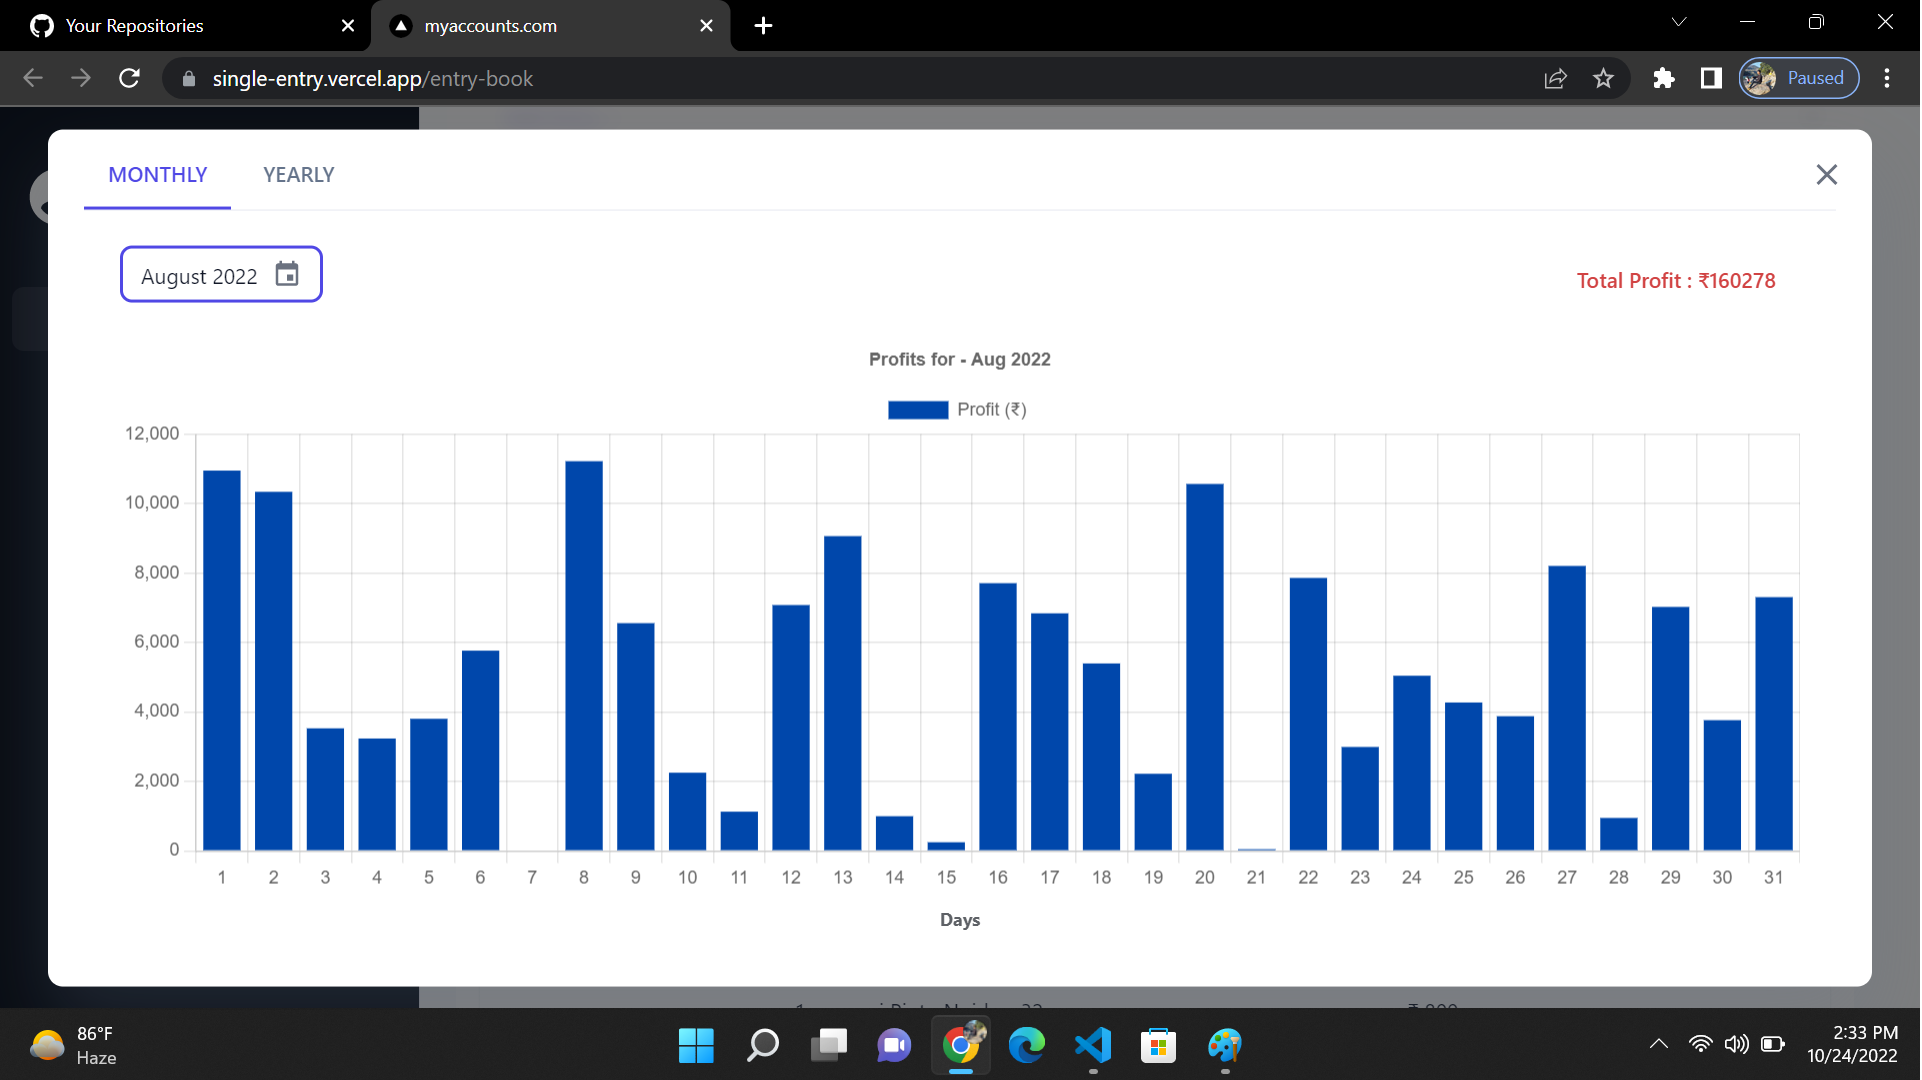 Your Repositories
myaccounts.com
single-entry.vercel.app/entry-book
Paused
MONTHLY YEARLY
August 2022
Total Profit : ₹160278
Profits for - Aug 2022
Profit (₹)
12,000
10,000
8,000
6,000
4,000
2,000
0
1 2 3 4 5 6 7 8 9 10 11 12 13 14 15 16 17 18 19 20 21 22 23 24 25 26 27 28 29 30 31
Days
86°F
Haze
2:33 PM
10/24/2022